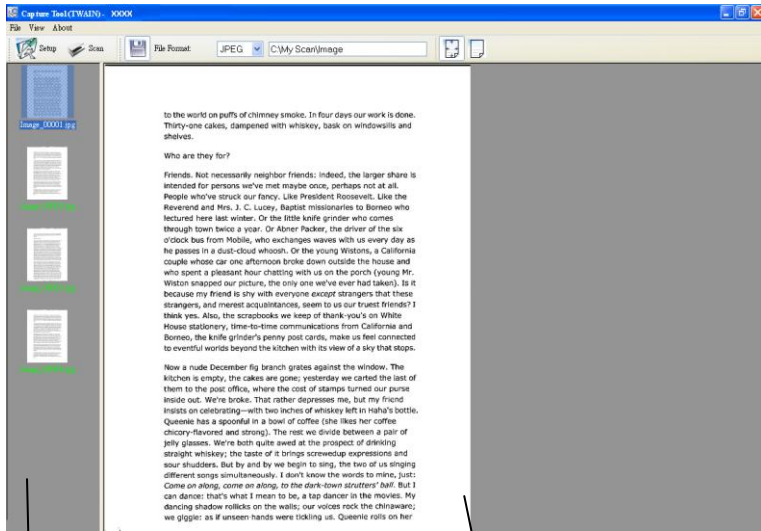 Capture Tool(TWAIN) - XXXX
File View About
Setup Scan File Format JPEG C:\My Scan\Image
Image_00001.jpg
to the world on puffs of chimney smoke. In four days our work is done.
Thirty-one cakes, dampened with whiskey, bask on windowsills and
shelves.
Who are they for?
Friends. Not necessarily neighbor friends: indeed, the larger share is
intended for persons we've met maybe once, perhaps not at all.
People who've struck our fancy. Like President Roosevelt. Like the
Reverend and Mrs. J. C. Lucey, Baptist missionaries to Borneo who
lectured here last winter. Or the little knife grinder who comes
through town twice a year. Or Abner Packer, the driver of the six
o'clock bus from Mobile, who exchanges waves with us every day as
he passes in a dust-cloud whoosh. Or the young Wistons, a California
couple whose car one afternoon broke down outside the house and
who spent a pleasant hour chatting with us on the porch (young Mr.
Wiston snapped our picture, the only one we've ever had taken). Is it
because my friend is shy with everyone except strangers that these
strangers, and merest acquaintances, seem to us our truest friends? I
think yes. Also, the scrapbooks we keep of thank-you's on White
House stationery, time-to-time communications from California and
Borneo, the knife grinder's penny post cards, make us feel connected
to eventful worlds beyond the kitchen with its view of a sky that stops.
Now a nude December fig branch grates against the window. The
kitchen is empty, the cakes are gone; yesterday we carted the last of
them to the post office, where the cost of stamps turned our purse
inside out. We're broke. That rather depresses me, but my friend
insists on celebrating—with two inches of whiskey left in Haha's bottle.
Queenie has a spoonful in a bowl of coffee (she likes her coffee
chicory-flavored and strong). The rest we divide between a pair of
jelly glasses. We're both quite awed at the prospect of drinking
straight whiskey; the taste of it brings screwedup expressions and
sour shudders. But by and by we begin to sing, the two of us singing
different songs simultaneously. I don't know the words to mine, just:
Come on along, come on along, to the dark-town strutters' ball. But I
can dance: that's what I mean to be, a tap dancer in the movies. My
dancing shadow rollicks on the walls; our voices rock the chinaware;
we giggle: as if unseen hands were tickling us. Queenie rolls on her